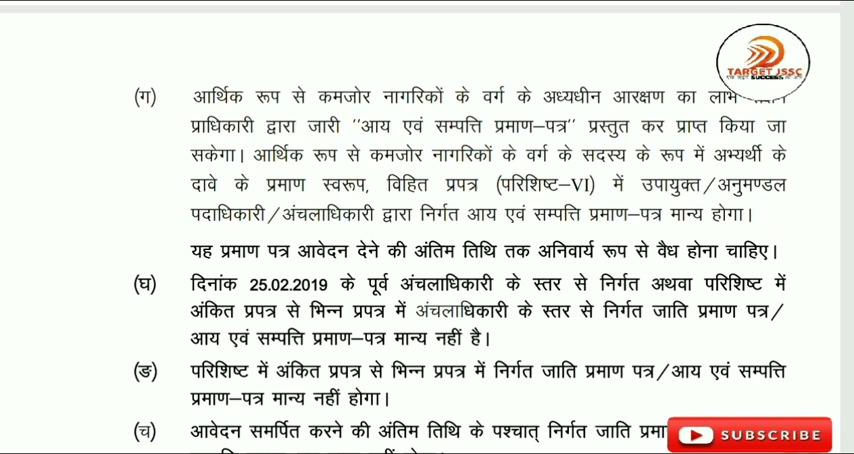 TARGET JSSC
SUCCESS
(ग) आर्थिक रूप से कमजोर नागरिकों के वर्ग के अध्यधीन आरक्षण का लाभ
प्राधिकारी द्वारा जारी ''आय एवं सम्पत्ति प्रमाण–पत्र'' प्रस्तुत कर प्राप्त किया जा
सकेगा। आर्थिक रूप से कमजोर नागरिकों के वर्ग के सदस्य के रूप में अभ्यर्थी के
दावे के प्रमाण स्वरूप, विहित प्रपत्र (परिशिष्ट–VI) में उपायुक्त/अनुमण्डल
पदाधिकारी/अंचलाधिकारी द्वारा निर्गत आय एवं सम्पत्ति प्रमाण–पत्र मान्य होगा।
यह प्रमाण पत्र आवेदन देने की अंतिम तिथि तक अनिवार्य रूप से वैध होना चाहिए।
(घ) दिनांक 25.02.2019 के पूर्व अंचलाधिकारी के स्तर से निर्गत अथवा परिशिष्ट में
अंकित प्रपत्र से भिन्न प्रपत्र में अंचलाधिकारी के स्तर से निर्गत जाति प्रमाण पत्र/
आय एवं सम्पत्ति प्रमाण–पत्र मान्य नहीं है।
(ङ) परिशिष्ट में अंकित प्रपत्र से भिन्न प्रपत्र में निर्गत जाति प्रमाण पत्र/आय एवं सम्पत्ति
प्रमाण–पत्र मान्य नहीं होगा।
(च) आवेदन समर्पित करने की अंतिम तिथि के पश्चात् निर्गत जाति प्रमा
SUBSCRIBE